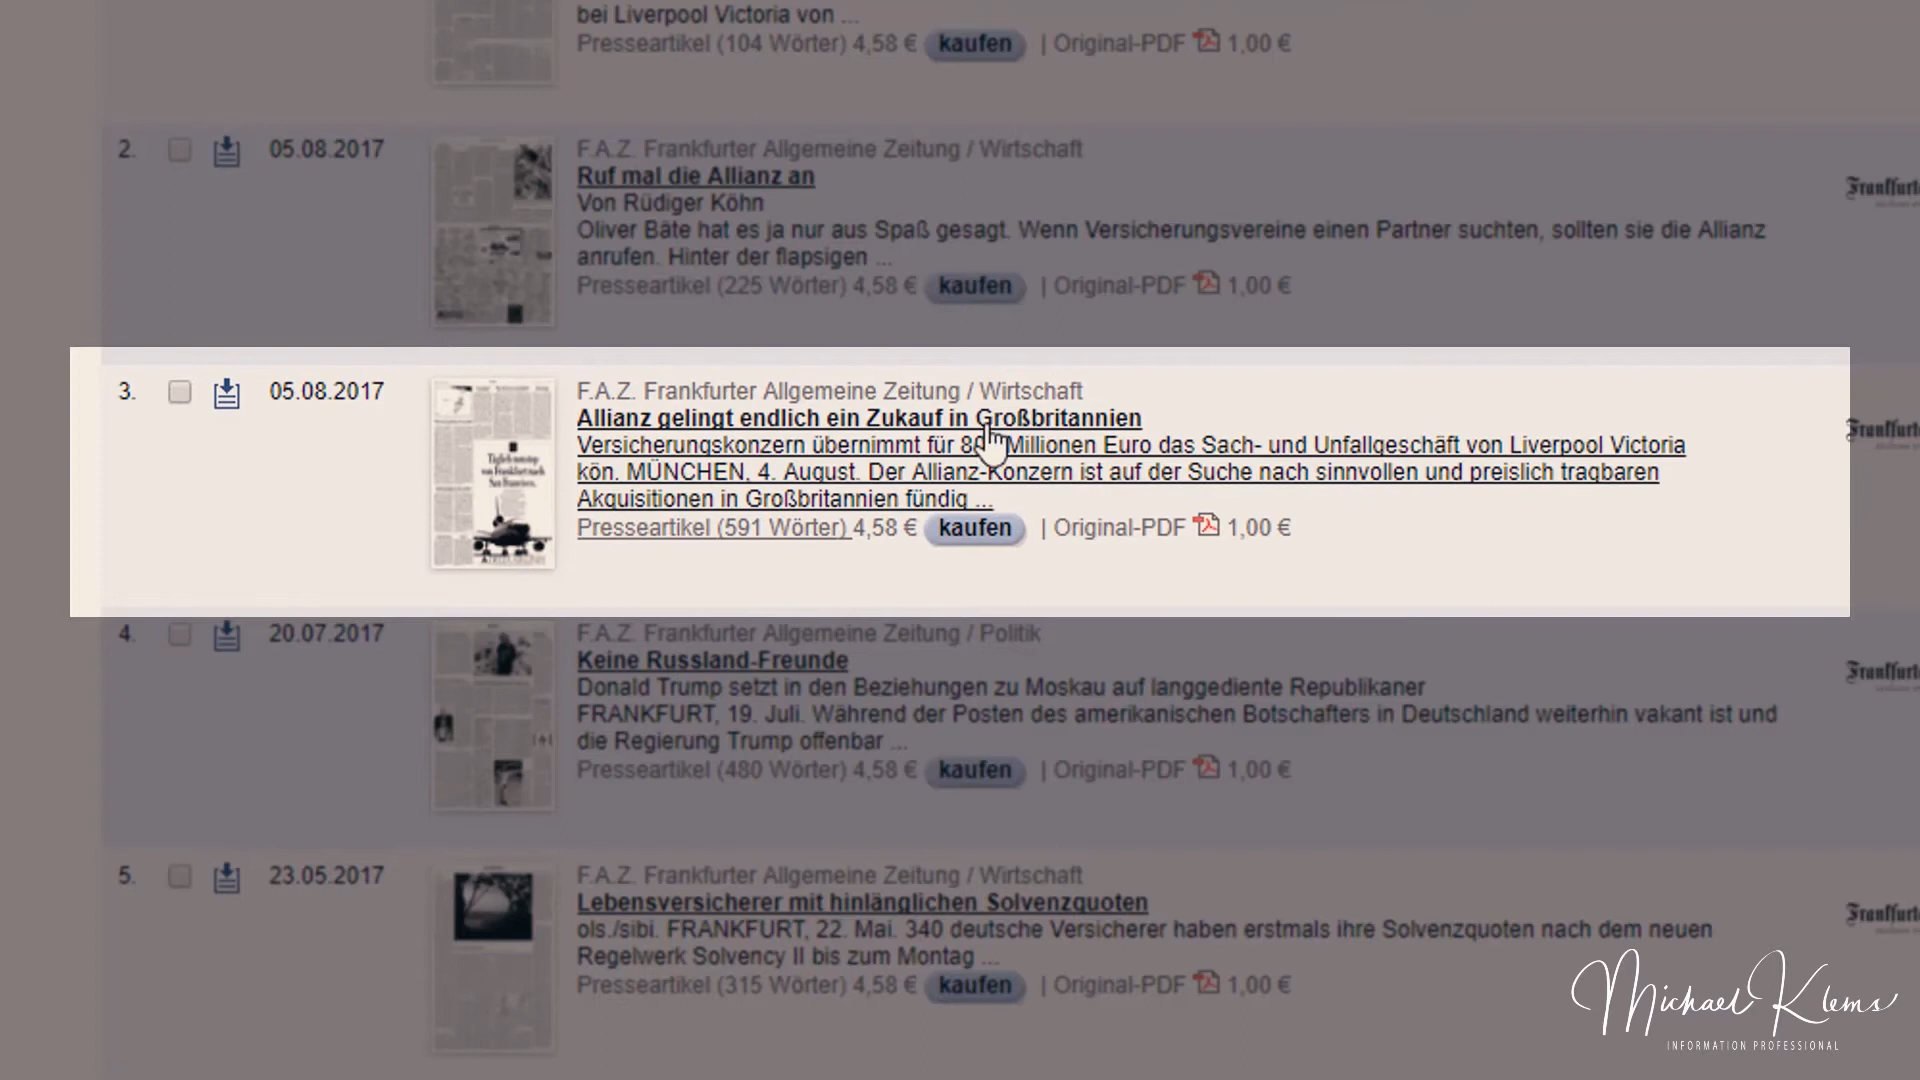 bei Liverpool Victoria von ...
Presseartikel (104 Wörter) 4,58 € kaufen | Original-PDF 1,00 €
2. 05.08.2017 F.A.Z. Frankfurter Allgemeine Zeitung / Wirtschaft
Ruf mal die Allianz an
Von Rüdiger Köhn
Oliver Bäte hat es ja nur aus Spaß gesagt. Wenn Versicherungsvereine einen Partner suchten, sollten sie die Allianz
anrufen. Hinter der flapsigen ...
Presseartikel (225 Wörter) 4,58 € kaufen | Original-PDF 1,00 €
3. 05.08.2017 F.A.Z. Frankfurter Allgemeine Zeitung / Wirtschaft
Allianz gelingt endlich ein Zukauf in Großbritannien
Versicherungskonzern übernimmt für Millionen Euro das Sach- und Unfallgeschäft von Liverpool Victoria
kön. MÜNCHEN, 4. August. Der Allianz-Konzern ist auf der Suche nach sinnvollen und preislich tragbaren
Akquisitionen in Großbritannien fündig ...
Presseartikel (591 Wörter) 4,58 € kaufen | Original-PDF 1,00 €
4. 20.07.2017 F.A.Z. Frankfurter Allgemeine Zeitung / Politik
Keine Russland-Freunde
Donald Trump setzt in den Beziehungen zu Moskau auf langgediente Republikaner
FRANKFURT, 19. Juli. Während der Posten des amerikanischen Botschafters in Deutschland weiterhin vakant ist und
die Regierung Trump offenbar ...
Presseartikel (480 Wörter) 4,58 € kaufen | Original-PDF 1,00 €
5. 23.05.2017 F.A.Z. Frankfurter Allgemeine Zeitung / Wirtschaft
Lebensversicherer mit hinlänglichen Solvenzquoten
ols./sibi. FRANKFURT, 22. Mai. 340 deutsche Versicherer haben erstmals ihre Solvenzquoten nach dem neuen
Regelwerk Solvency II bis zum Montag ...
Presseartikel (315 Wörter) 4,58 € kaufen | Original-PDF 1,00 €
Michael Klems
INFORMATION PROFESSIONAL